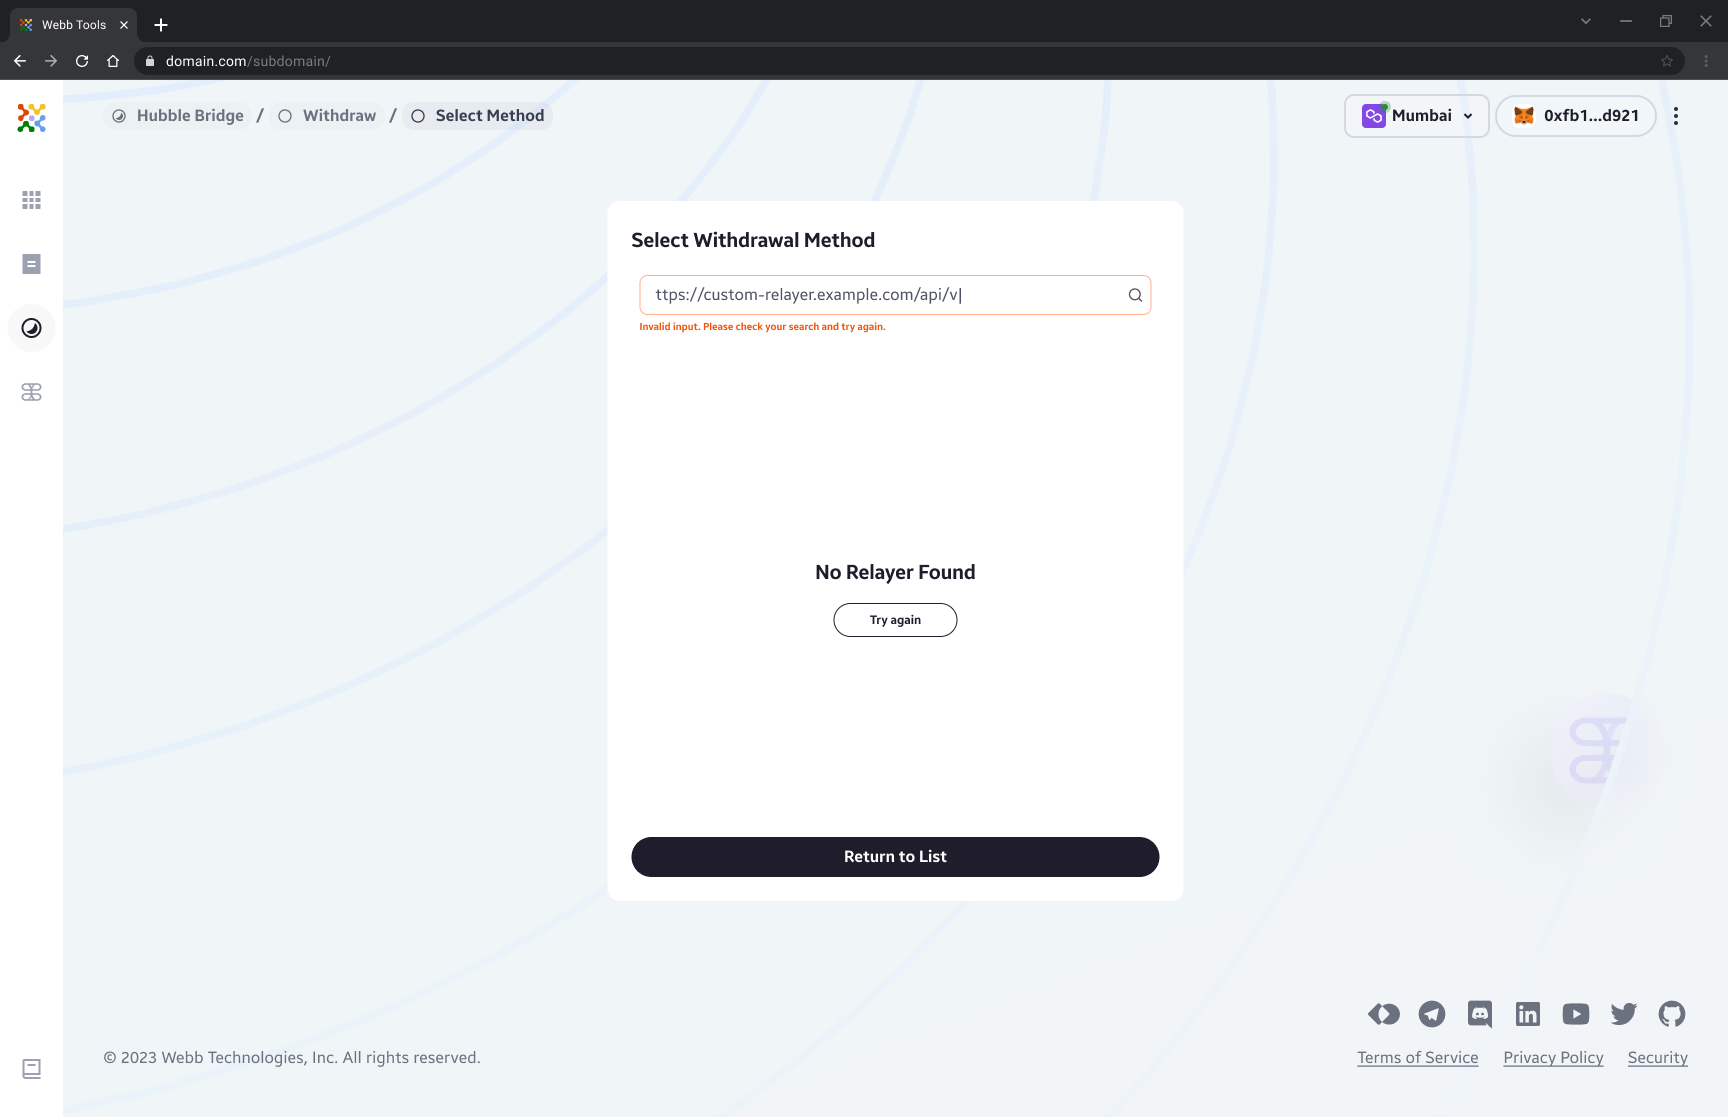 Webb Tools
domain.com/subdomain/
Hubble Bridge / Withdraw / Select Method
Mumbai
0xfb1...d921
Select Withdrawal Method
ttps://custom-relayer.example.com/api/v
Invalid input. Please check your search and try again.
No Relayer Found
Try again
Return to List
© 2023 Webb Technologies, Inc. All rights reserved.
Terms of Service Privacy Policy Security